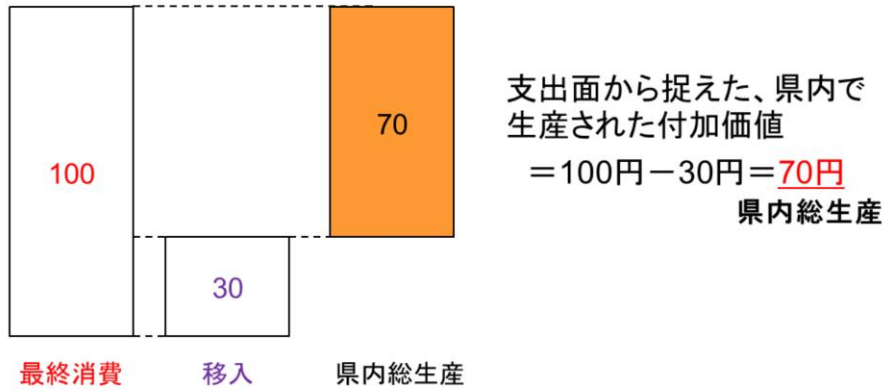 100
30
70
最終消費
移入
県内総生産
支出面から捉えた、県内で
生産された付加価値
＝100円－30円＝70円
県内総生産